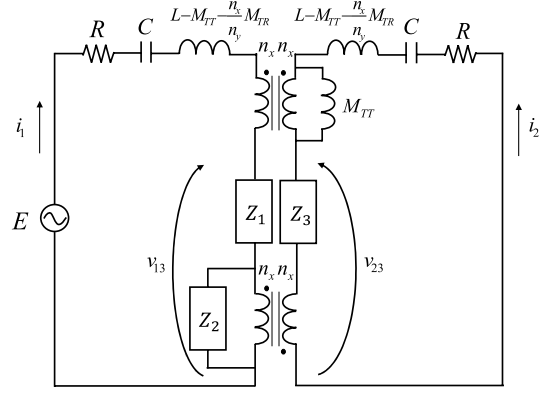 L−M_TT−n_x/n_y M_TR
L−M_TT−n_x/n_y M_TR
R
C
n_x n_x
C
R
M_TT
i_1
i_2
Z_1
Z_3
E
v_13
v_23
n_x n_x
Z_2